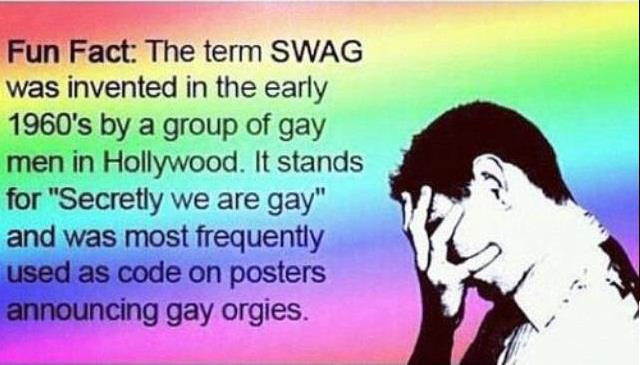 Fun Fact: The term SWAG
was invented in the early
1960's by a group of gay
men in Hollywood. It stands
for "Secretly we are gay"
and was most frequently
used as code on posters
announcing gay orgies.